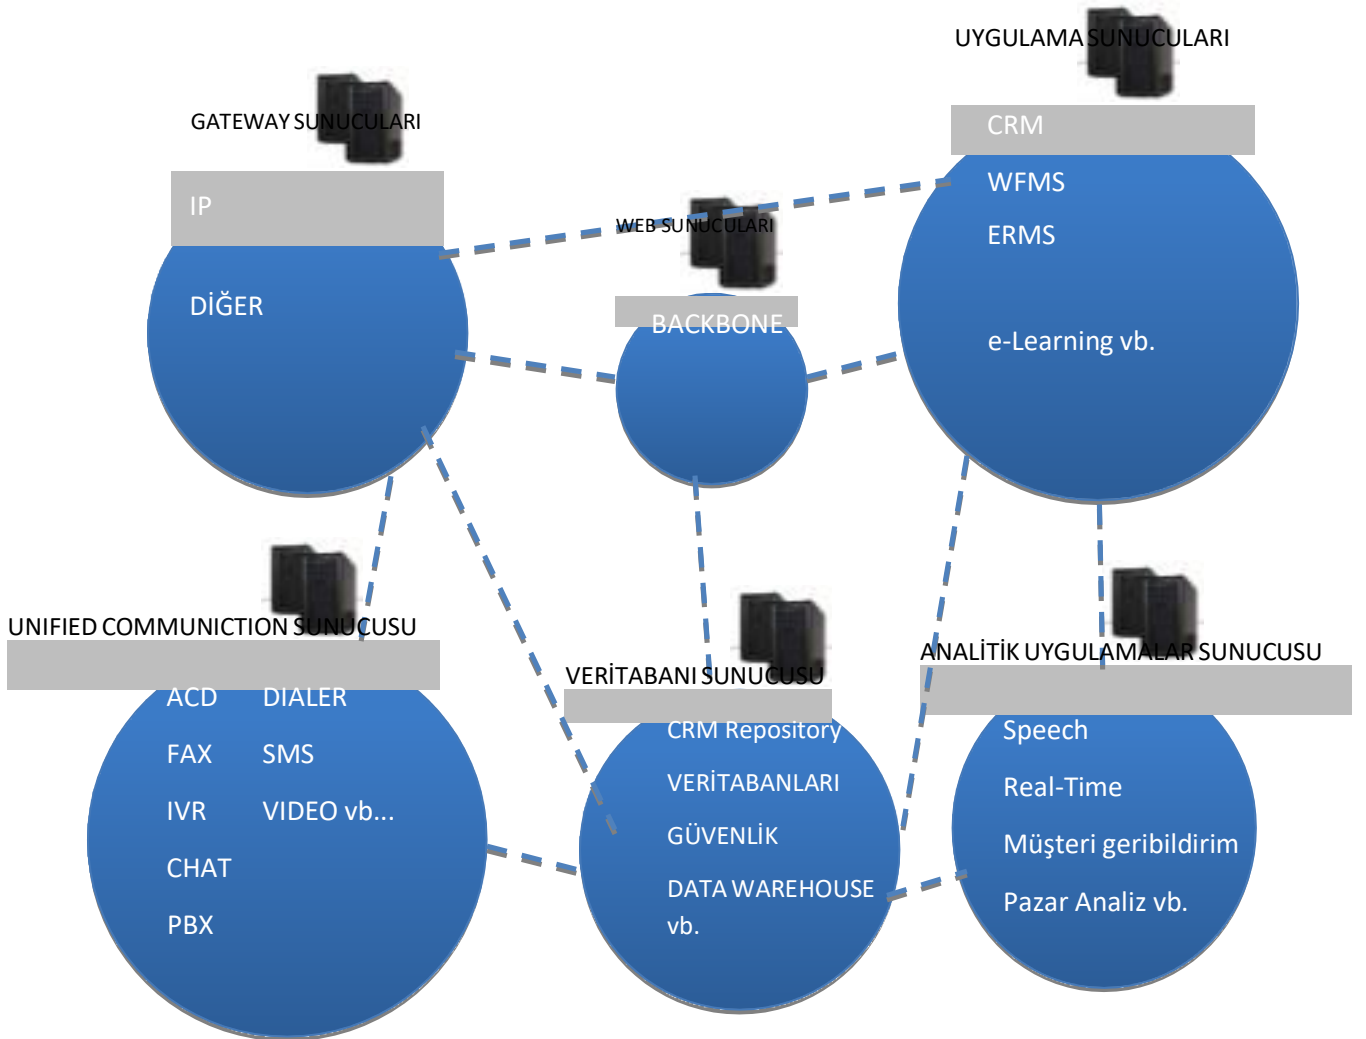 UYGULAMA SUNUCULARI
CRM
WFMS
ERMS
e-Learning vb.
GATEWAY SUNUCULARI
IP
DİĞER
WEB SUNUCULARI
BACKBONE
UNIFIED COMMUNICTION SUNUCUSU
ACD DIALER
FAX SMS
IVR VIDEO vb...
CHAT
PBX
VERİTABANI SUNUCUSU
CRM Repository
VERİTABANLARI
GÜVENLİK
DATA WAREHOUSE
vb.
ANALİTİK UYGULAMALAR SUNUCUSU
Speech
Real-Time
Müşteri geribildirim
Pazar Analiz vb.